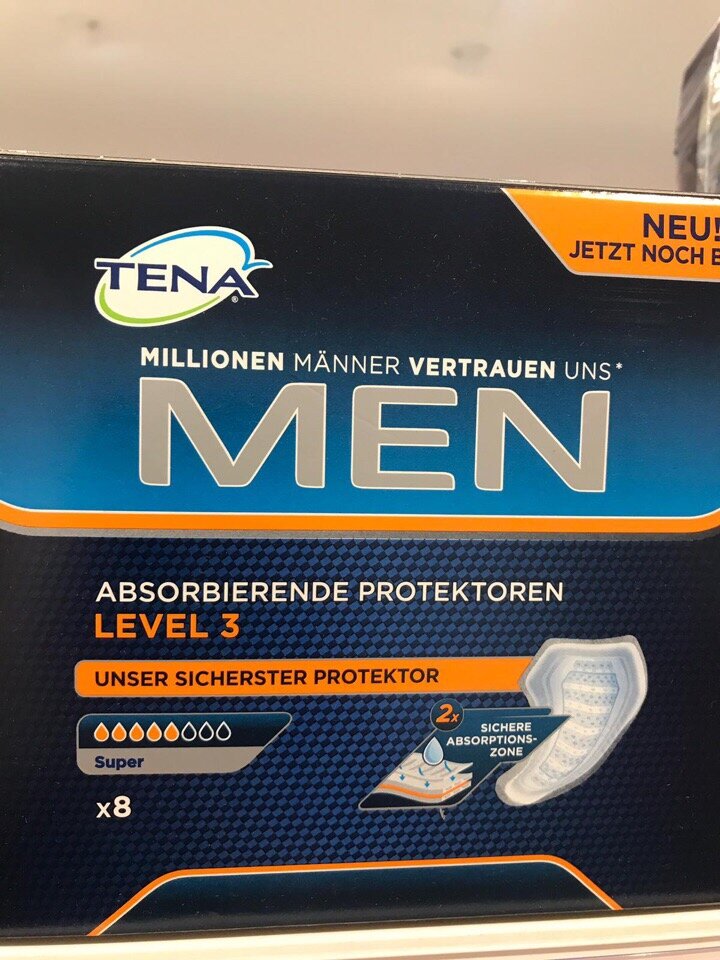 NEU!
JETZT NOCH
TENA®
MILLIONEN MÄNNER VERTRAUEN UNS*
MEN
ABSORBIERENDE PROTEKTOREN
LEVEL 3
UNSER SICHERSTER PROTEKTOR
2x
SICHERE
ABSORPTIONS-
ZONE
Super
x8